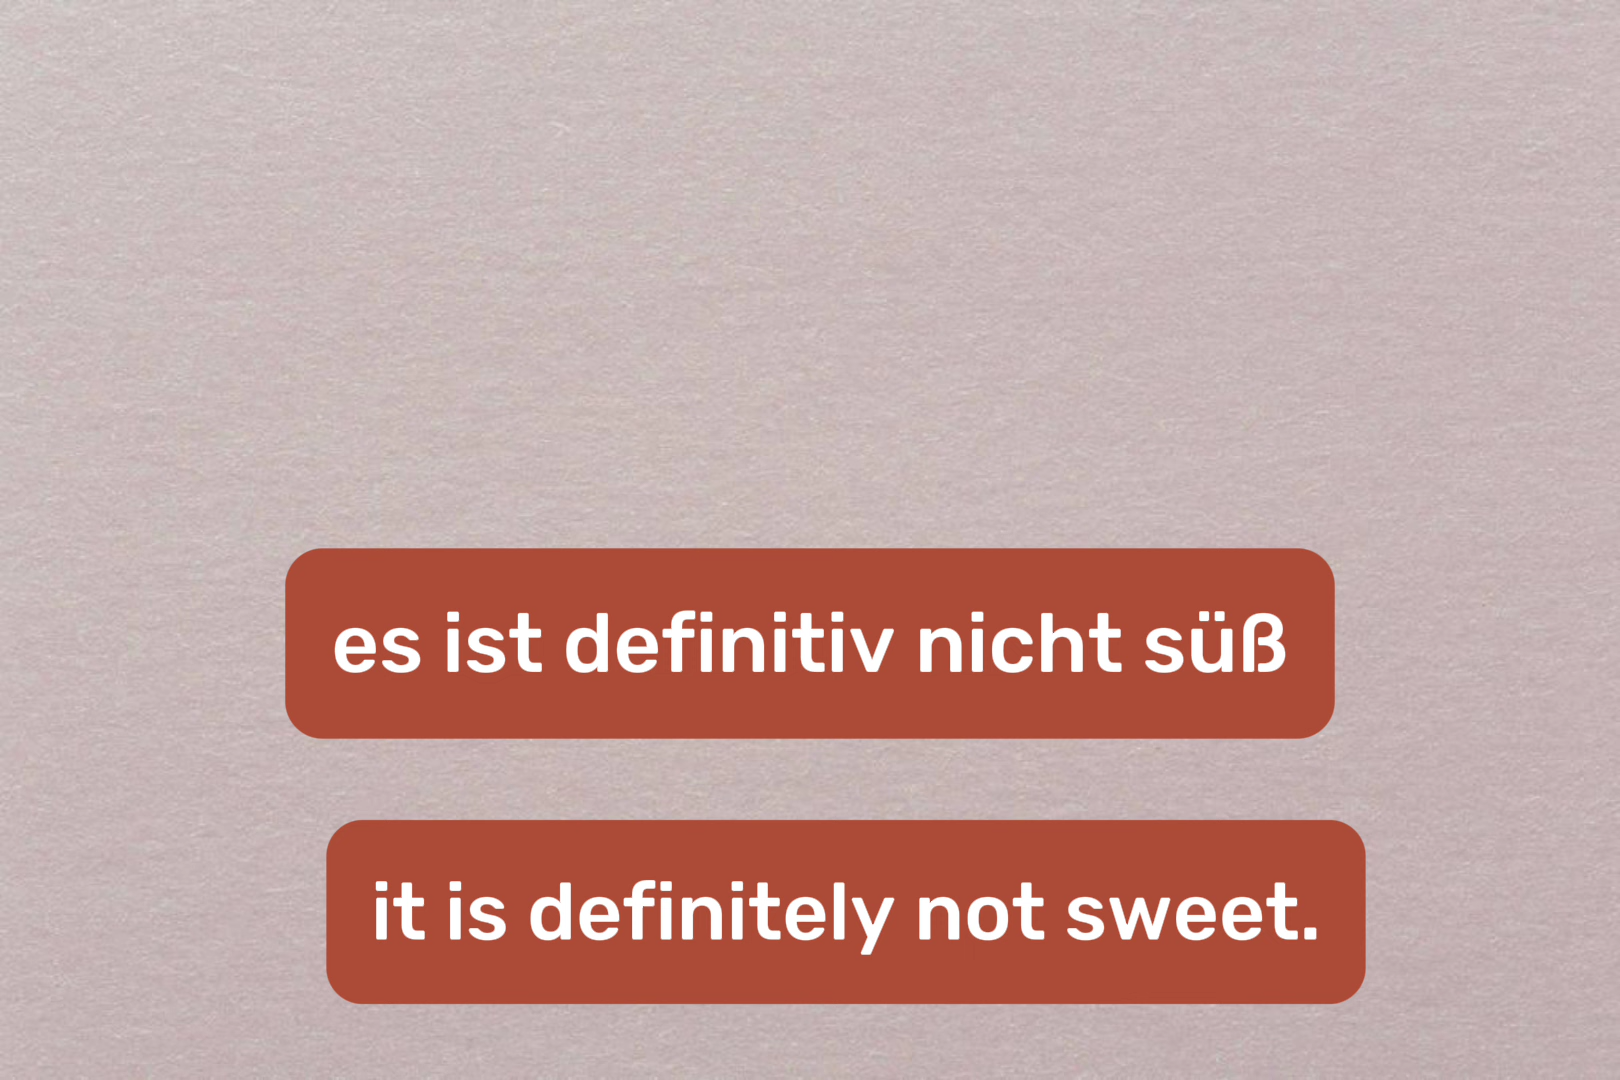 es ist definitiv nicht süß
it is definitely not sweet.